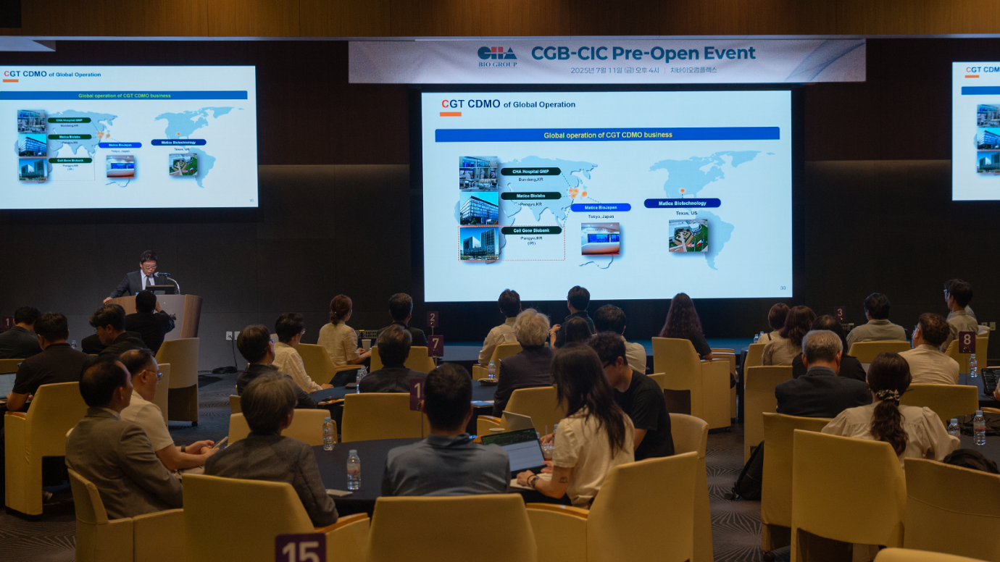 CHA
BIO GROUP
CGB-CIC Pre-Open Event
2025년 7월 11일 (금) 오후 4시 | 차바이오컴플렉스
CGT CDMO of Global Operation
Global operation of CGT CDMO business
CHA Hospital GMP
Bundang,KR
Matica Biolabs
Pangyo,KR
Cell Gene Biobank
Pangyo,KR
Matica BioJapan
Tokyo, Japan
Matica Biotechnology
Texas, US
CGT CDMO of Global Operation
Global operation of CGT CDMO business
CHA Hospital GMP
Bundang,KR
Matica Biolabs
Pangyo,KR
Cell Gene Biobank
Pangyo,KR
Matica BioJapan
Tokyo, Japan
Matica Biotechnology
Texas, US
30
CGT CDM
1
2
7
3
8
1
15